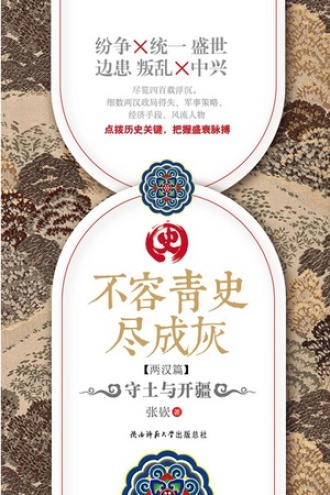 纷争×统一 盛世
边患 叛乱×中兴
尽览四百载浮沉。
细数两汉政局得失、军事策略、
经济手段、风流人物
点拨历史关键，把握盛衰脉搏
史
不容青史
尽成灰
【两汉篇】
守土与开疆
张嵚 著
陕西师范大学出版总社